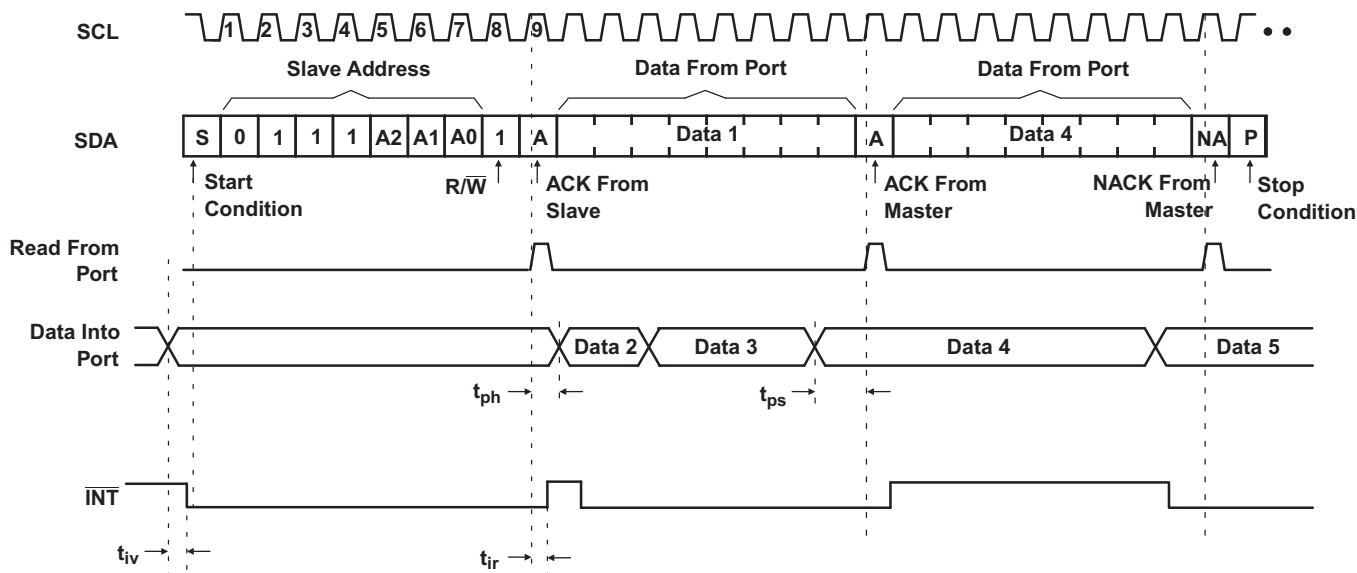 SCL 1 2 3 4 5 6 7 8 9
Slave Address Data From Port Data From Port
SDA S 0 1 1 1 A2 A1 A0 1 A Data 1 A Data 4 NA P
Start
Condition
R/W
ACK From
Slave
ACK From
Master
NACK From
Master
Stop
Condition
Read From
Port
Data Into
Port
Data 2 Data 3 Data 4 Data 5
tph
tps
INT
tiv
tir